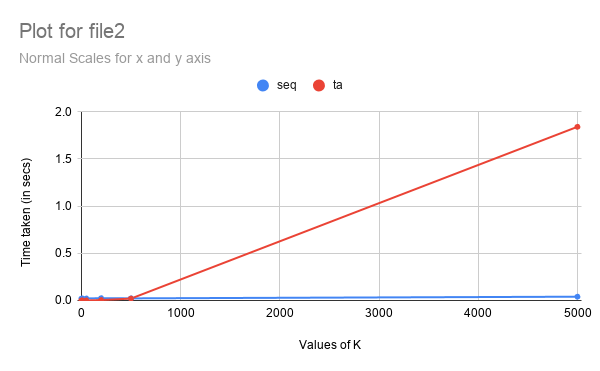 Plot for file2
Normal Scales for x and y axis
seq ta
2.0
1.5
1.0
0.5
0.0
Time taken (in secs)
0 1000 2000 3000 4000 5000
Values of K